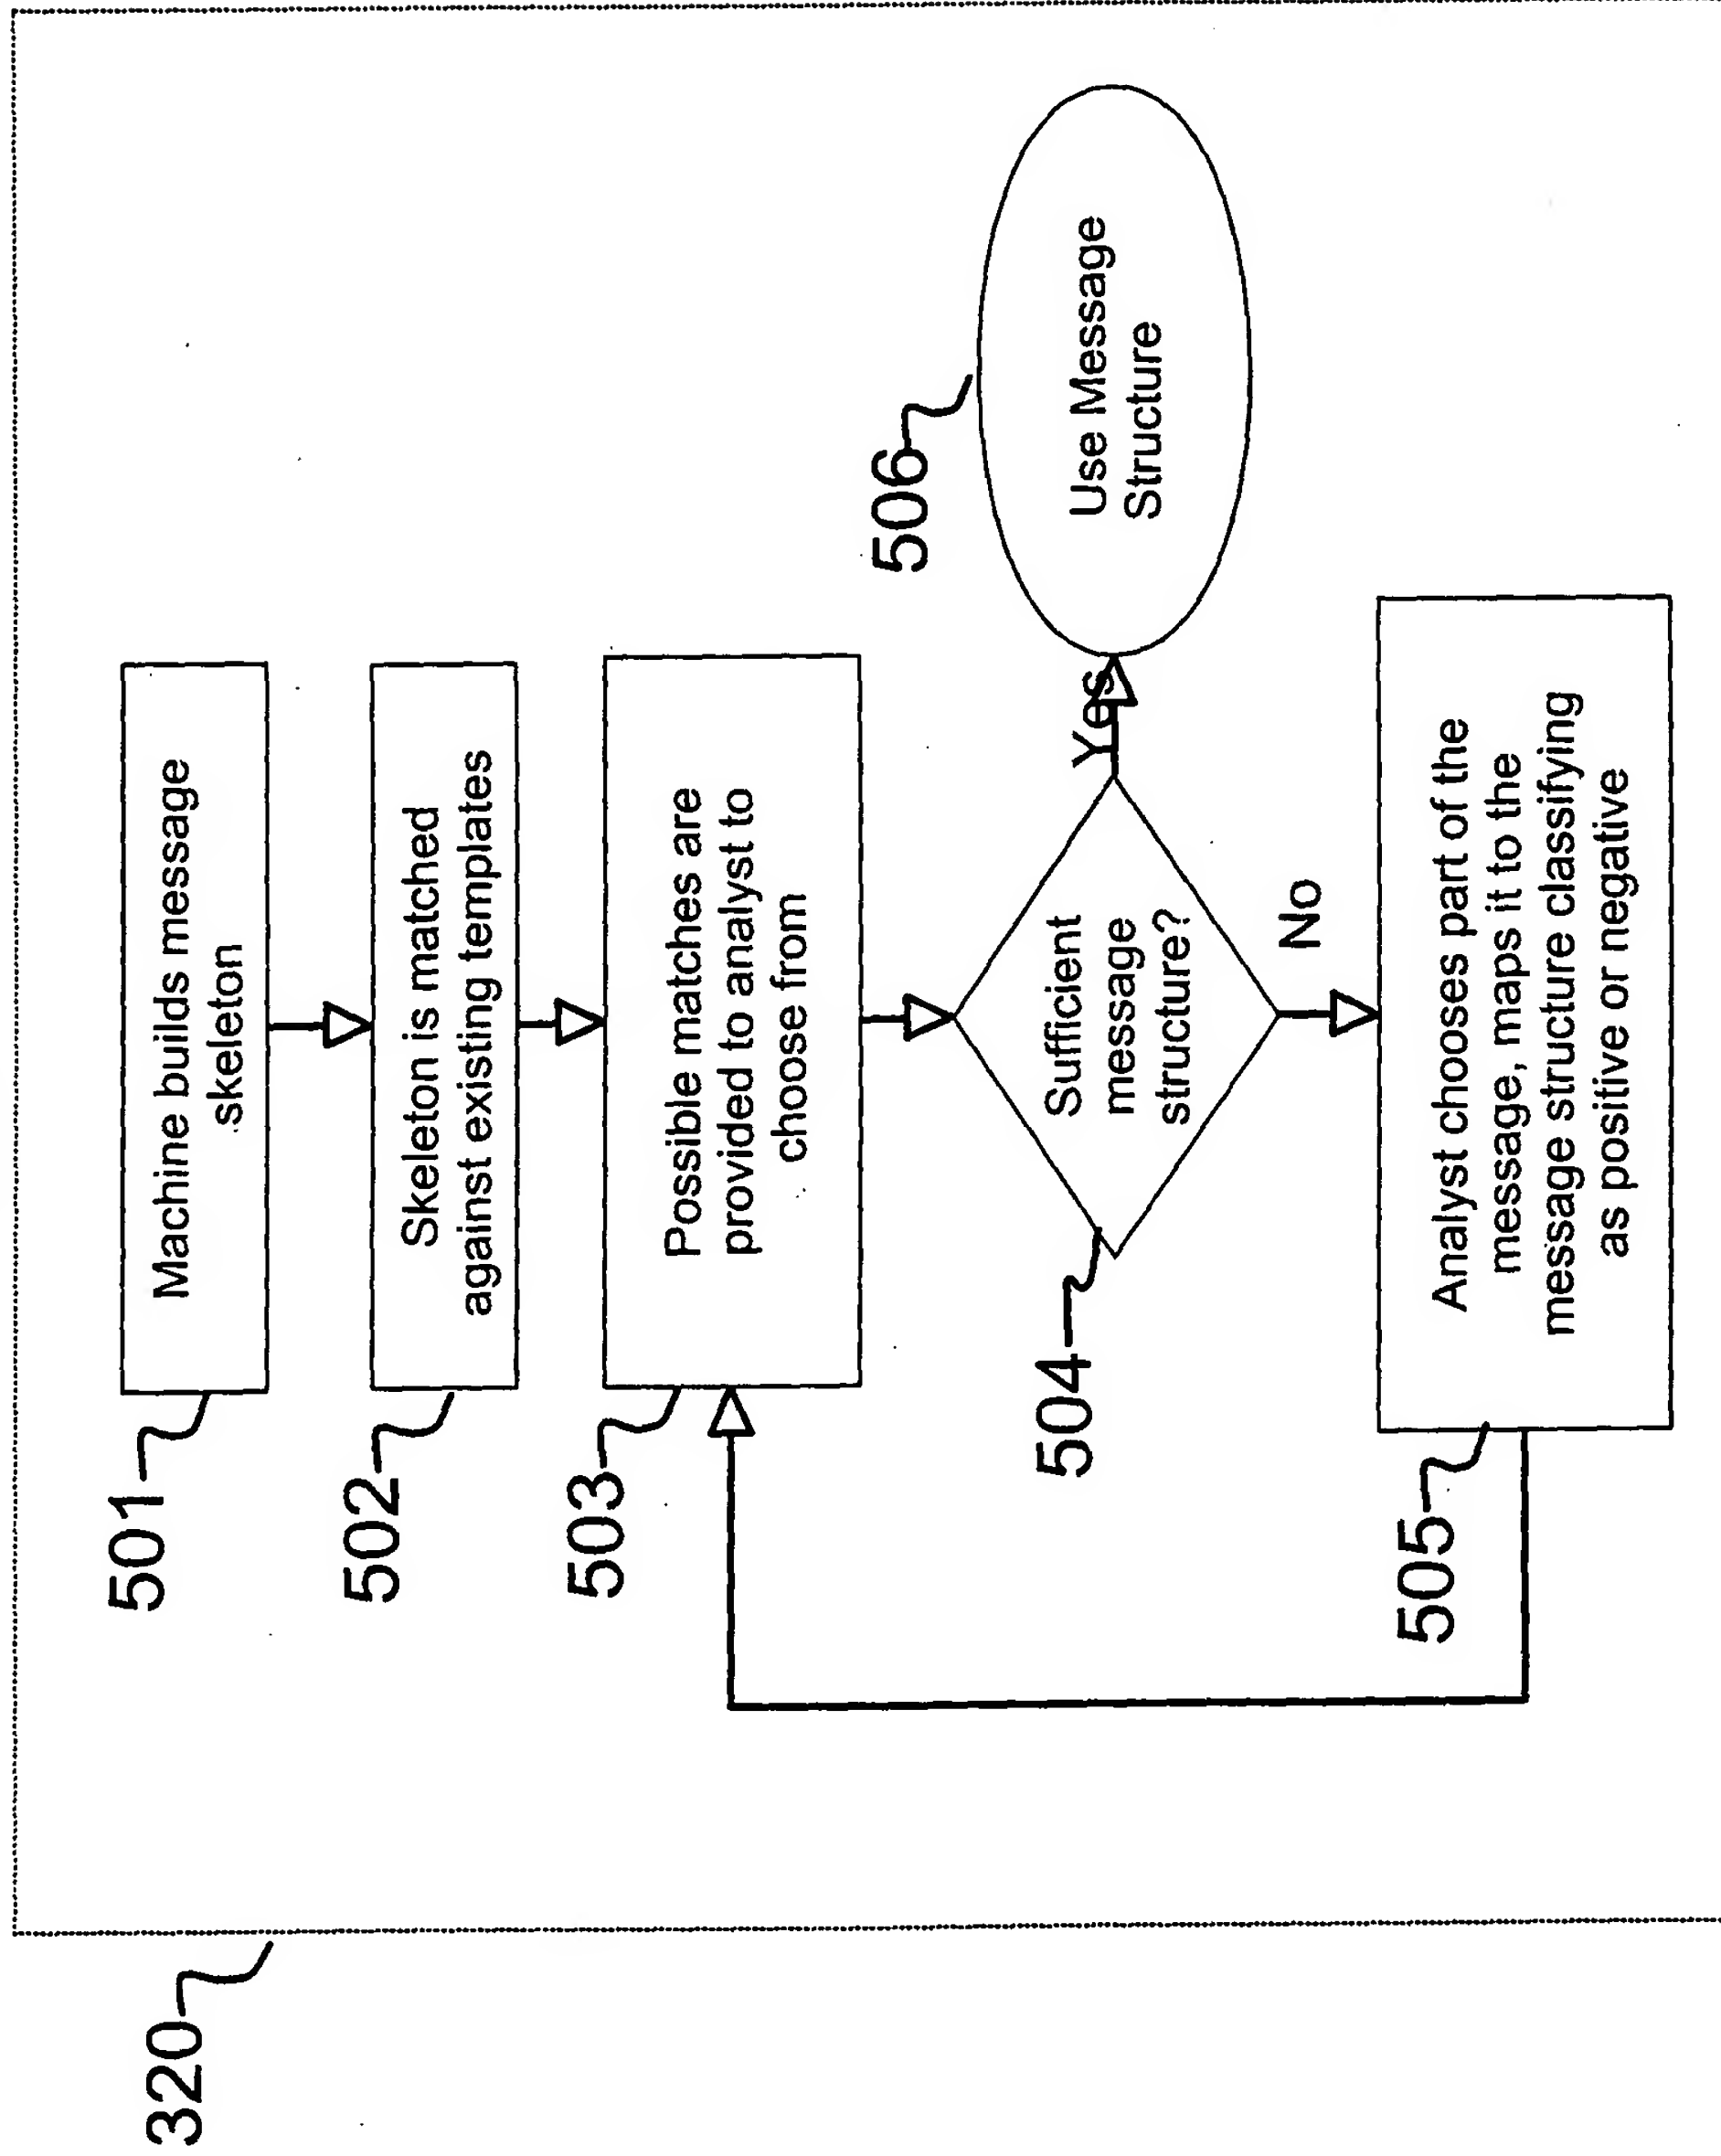 320
501
Machine builds message
skeleton
502
Skeleton is matched
against existing templates
503
Possible matches are
provided to analyst to
choose from
504
Sufficient
message
structure?
Yes
506
Use Message
Structure
No
505
Analyst chooses part of the
message, maps it to the
message structure classifying
as positive or negative